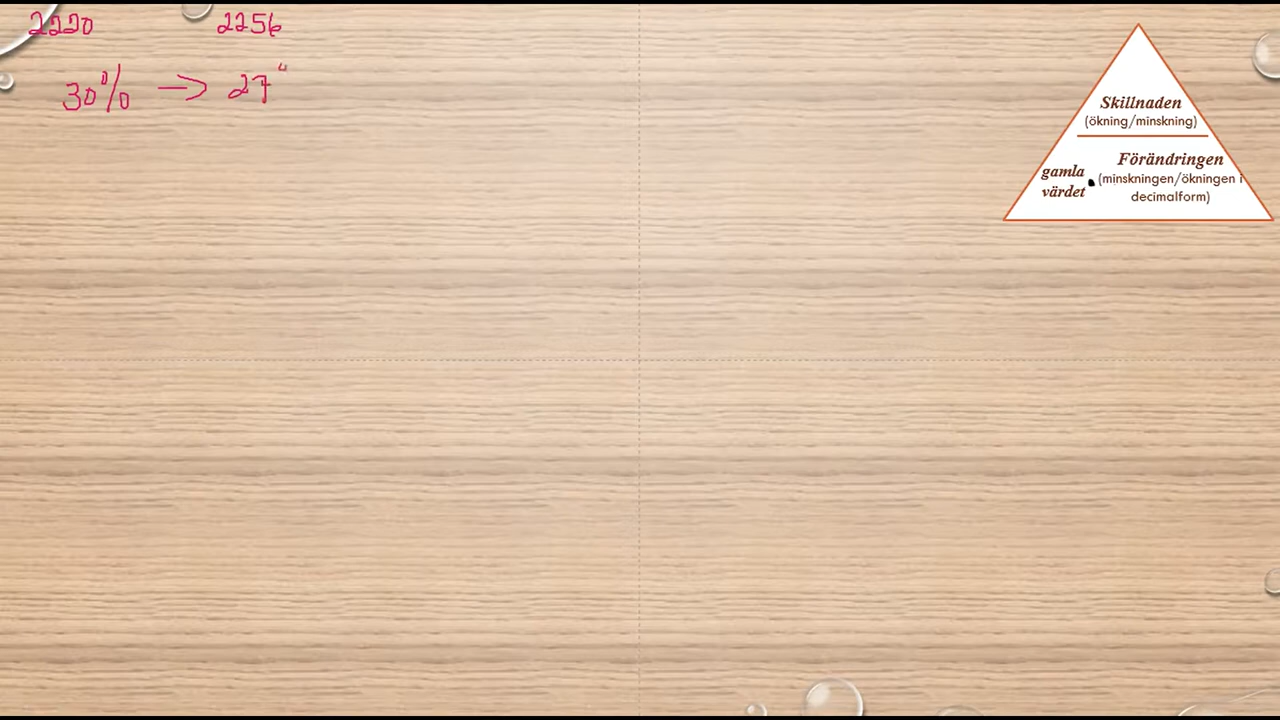 2220 2256
30% → 27
Skillnaden
(ökning/minskning)
gamla värdet
•
Förändringen
(minskningen/ökningen i
decimalform)